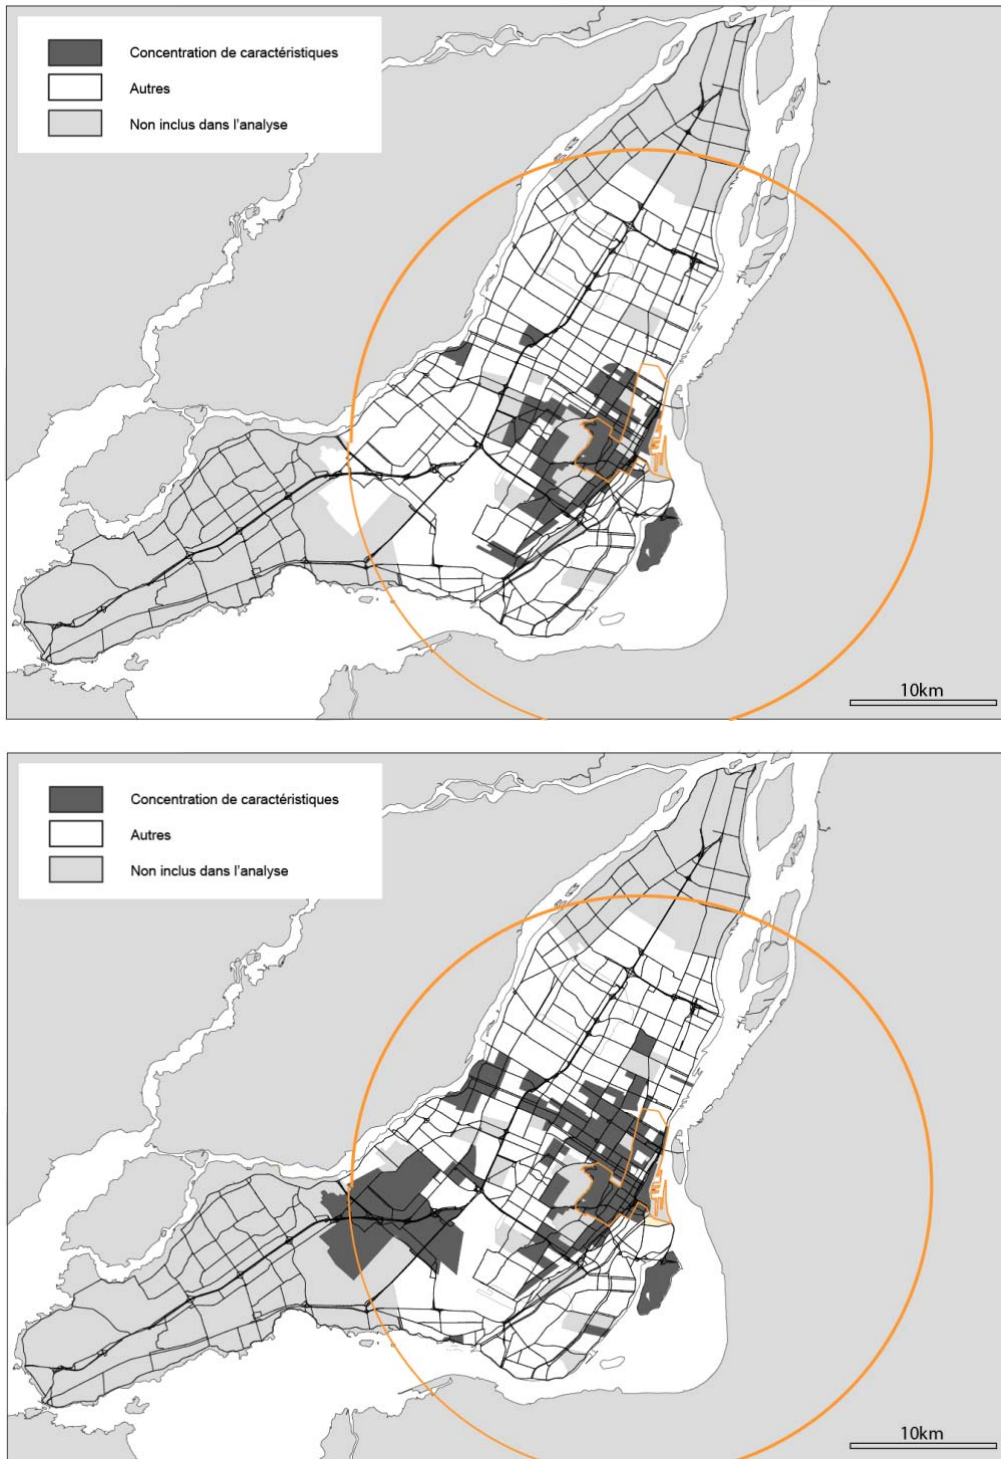 Concentration de caractéristiques
Autres
Non inclus dans l'analyse
10km
Concentration de caractéristiques
Autres
Non inclus dans l'analyse
10km